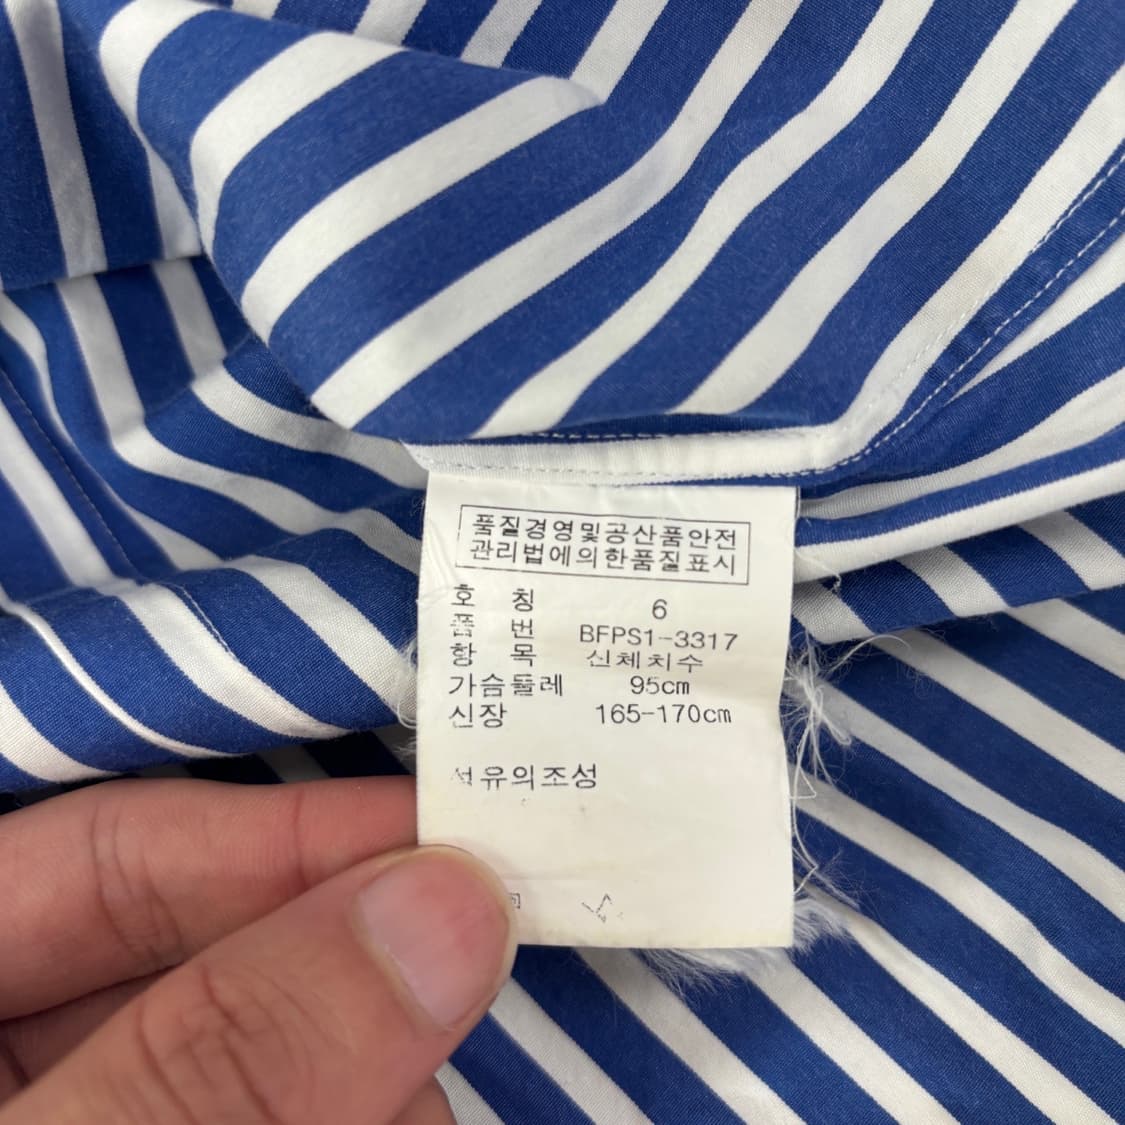 품질경영및공산품안전
관리법에의한품질표시
호 칭 6
품 번 BFPS1-3317
항 목 신체치수
가슴둘레 95cm
신장 165-170cm
섬유의조성